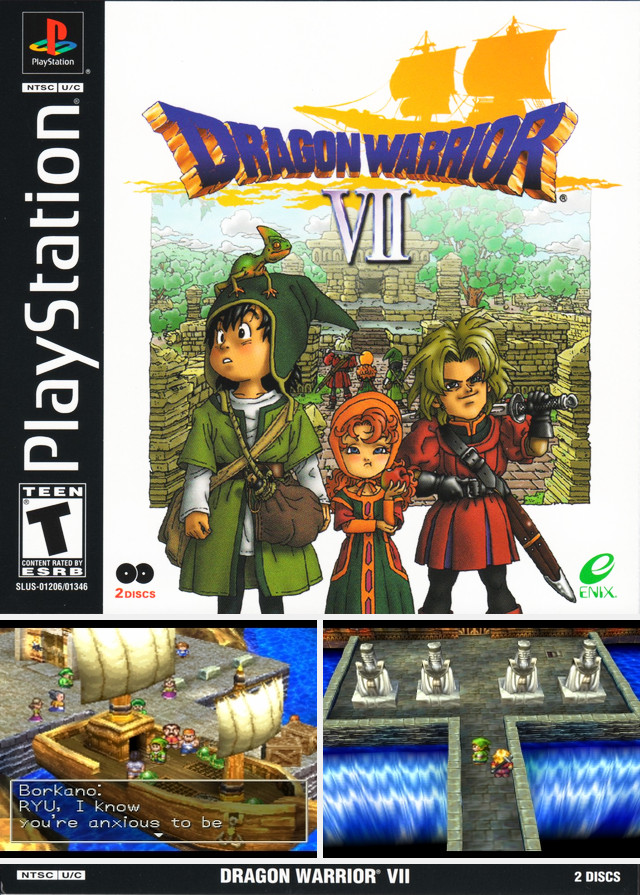 PlayStation
®
NTSC U/C
PlayStation®
DRAGON WARRIOR
®
VII
TEEN
T
®
CONTENT RATED BY
ESRB
SLUS-01206/01346
2 DISCS
ENIX
Borkano:
RYU, I know
you're anxious to be
NTSC U/C
DRAGON WARRIOR® VII
2 DISCS